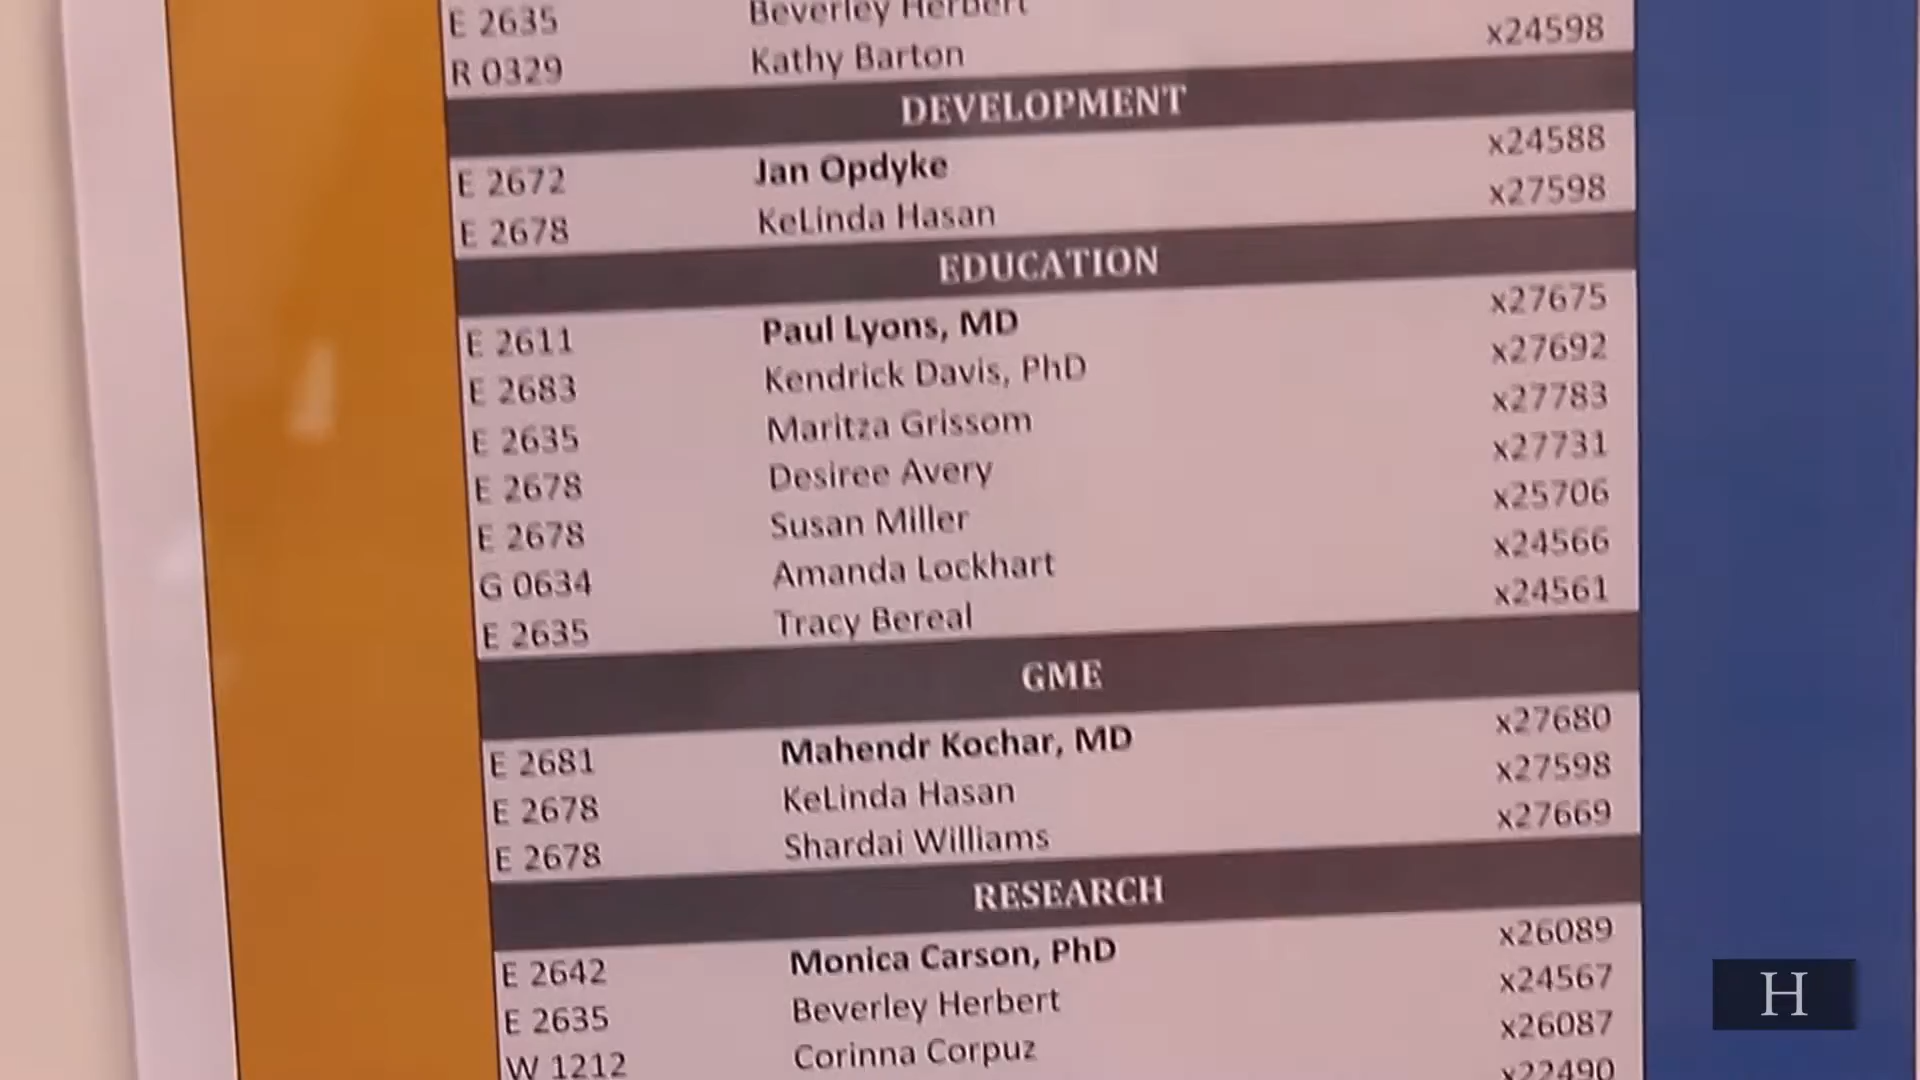 E 2635 Beverley Herbert
R 0329 Kathy Barton x24598
DEVELOPMENT
E 2672 Jan Opdyke x24588
E 2678 KeLinda Hasan x27598
EDUCATION
E 2611 Paul Lyons, MD x27675
E 2683 Kendrick Davis, PhD x27692
E 2635 Maritza Grissom x27783
E 2678 Desiree Avery x27731
E 2678 Susan Miller x25706
G 0634 Amanda Lockhart x24566
E 2635 Tracy Bereal x24561
GME
E 2681 Mahendr Kochar, MD x27680
E 2678 KeLinda Hasan x27598
E 2678 Shardai Williams x27669
RESEARCH
E 2642 Monica Carson, PhD x26089
E 2635 Beverley Herbert x24567
W 1212 Corinna Corpuz x26087
x22490
H